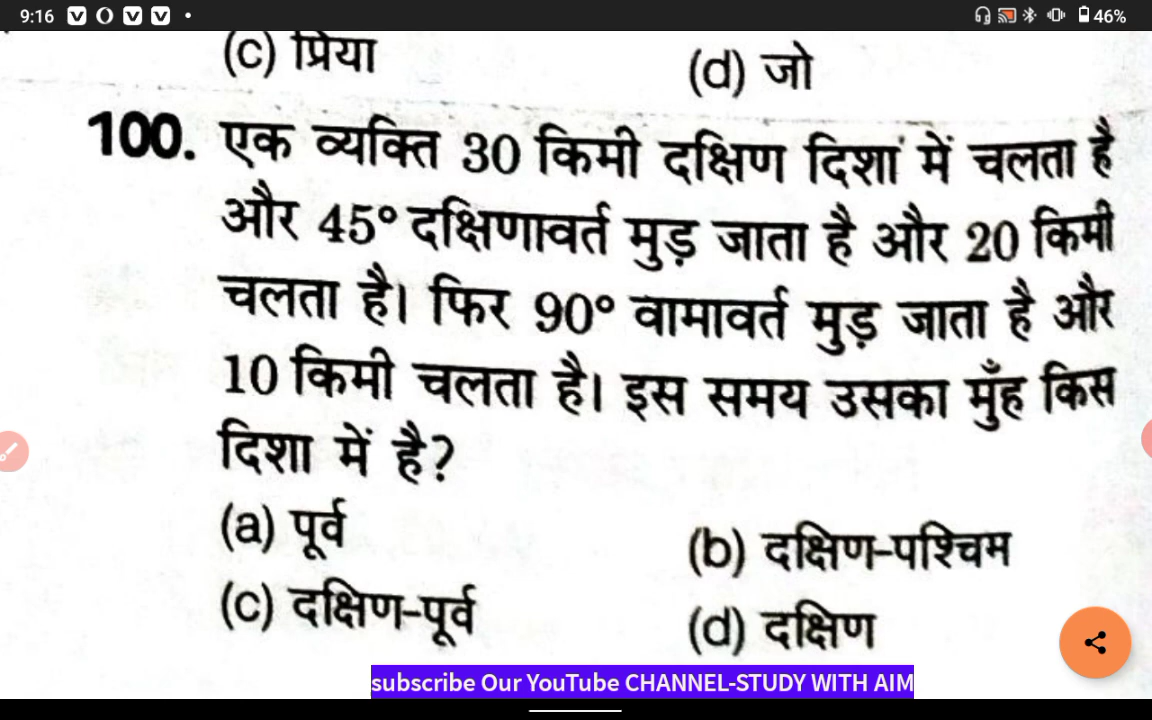 9:16
46%
(c) प्रिया
(d) जो
100. एक व्यक्ति 30 किमी दक्षिण दिशां में चलता है
और 45° दक्षिणावर्त मुड़ जाता है और 20 किमी
चलता है। फिर 90° वामावर्त मुड़ जाता है और
10 किमी चलता है। इस समय उसका मुँह किस
दिशा में है?
(a) पूर्व
(b) दक्षिण-पश्चिम
(c) दक्षिण-पूर्व
(d) दक्षिण
subscribe Our YouTube CHANNEL-STUDY WITH AIM